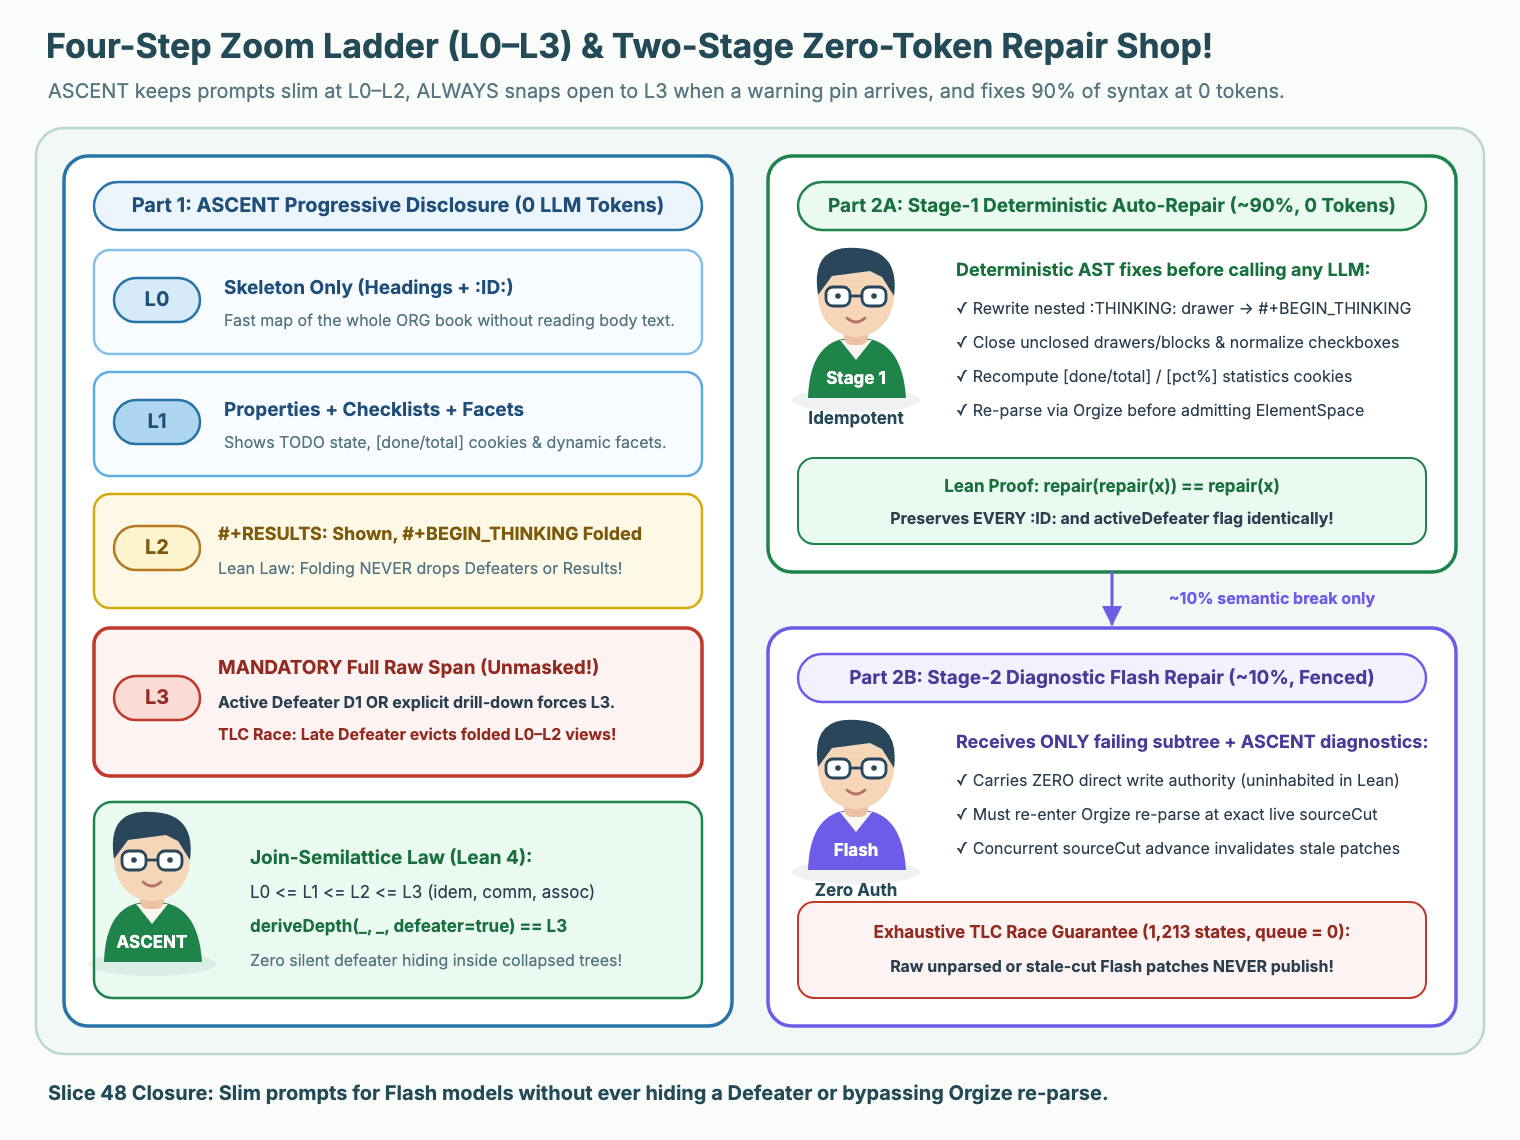 Four-Step Zoom Ladder (L0–L3) & Two-Stage Zero-Token Repair Shop!
ASCENT keeps prompts slim at L0–L2, ALWAYS snaps open to L3 when a warning pin arrives, and fixes 90% of syntax at 0 tokens.
Part 1: ASCENT Progressive Disclosure (0 LLM Tokens)
L0
Skeleton Only (Headings + :ID:)
Fast map of the whole ORG book without reading body text.
L1
Properties + Checklists + Facets
Shows TODO state, [done/total] cookies & dynamic facets.
L2
#+RESULTS: Shown, #+BEGIN_THINKING Folded
Lean Law: Folding NEVER drops Defeaters or Results!
L3
MANDATORY Full Raw Span (Unmasked!)
Active Defeater D1 OR explicit drill-down forces L3.
TLC Race: Late Defeater evicts folded L0–L2 views!
ASCENT
Join-Semilattice Law (Lean 4):
L0 <= L1 <= L2 <= L3 (idem, comm, assoc)
deriveDepth(_, _, defeater=true) == L3
Zero silent defeater hiding inside collapsed trees!
Part 2A: Stage-1 Deterministic Auto-Repair (~90%, 0 Tokens)
Stage 1
Idempotent
Deterministic AST fixes before calling any LLM:
✓ Rewrite nested :THINKING: drawer → #+BEGIN_THINKING
✓ Close unclosed drawers/blocks & normalize checkboxes
✓ Recompute [done/total] / [pct%] statistics cookies
✓ Re-parse via Orgize before admitting ElementSpace
Lean Proof: repair(repair(x)) == repair(x)
Preserves EVERY :ID: and activeDefeater flag identically!
~10% semantic break only
Part 2B: Stage-2 Diagnostic Flash Repair (~10%, Fenced)
Flash
Zero Auth
Receives ONLY failing subtree + ASCENT diagnostics:
✓ Carries ZERO direct write authority (uninhabited in Lean)
✓ Must re-enter Orgize re-parse at exact live sourceCut
✓ Concurrent sourceCut advance invalidates stale patches
Exhaustive TLC Race Guarantee (1,213 states, queue = 0):
Raw unparsed or stale-cut Flash patches NEVER publish!
Slice 48 Closure: Slim prompts for Flash models without ever hiding a Defeater or bypassing Orgize re-parse.